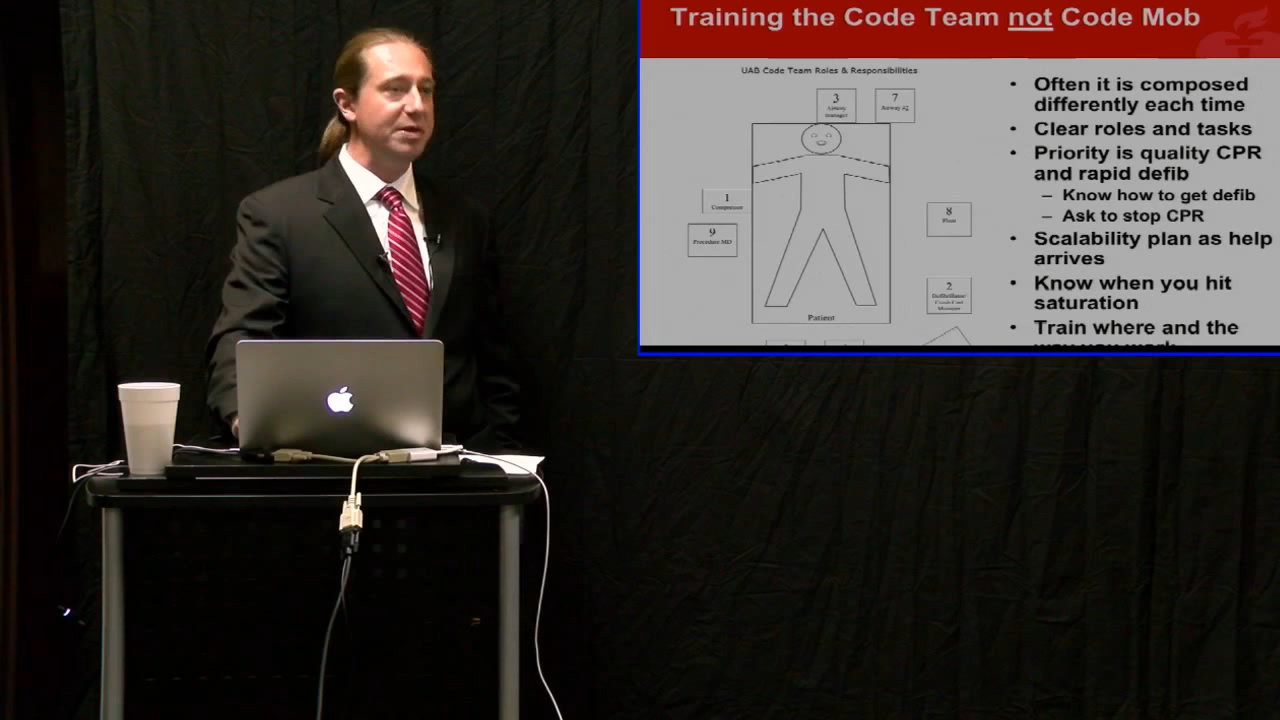 Training the Code Team not Code Mob
UAB Code Team Roles & Responsibilities
3
7
Airway #2
1
Compressor
9
Procedure MD
8
2
Patient
• Often it is composed
differently each time
• Clear roles and tasks
• Priority is quality CPR
and rapid defib
– Know how to get defib
– Ask to stop CPR
• Scalability plan as help
arrives
• Know when you hit
saturation
• Train where and the